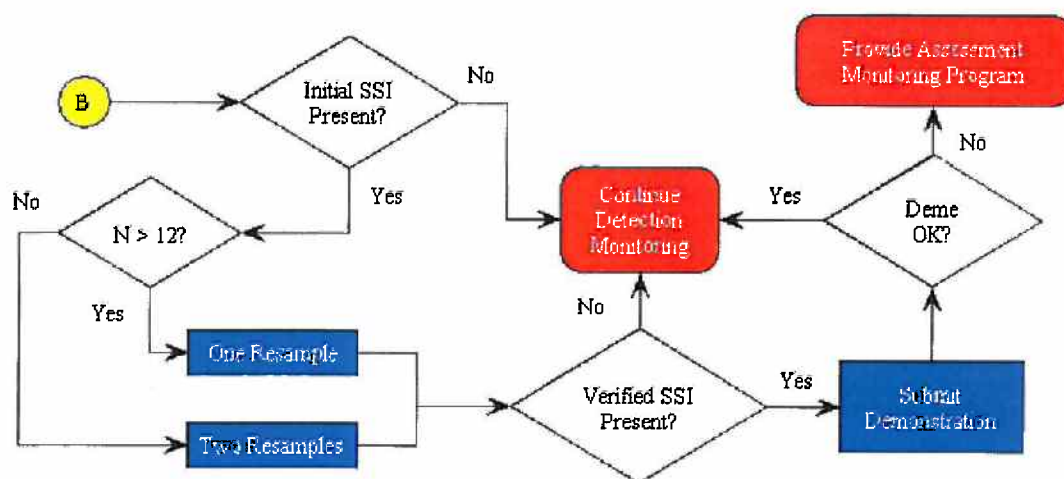 Provide Assessment
Monitoring Program
B
Initial SSI
Present?
No
No
Yes
Continue
Detection
Monitoring
Yes
Deme
OK?
No
N > 12?
Yes
No
One Resample
Verified SSI
Present?
Yes
Submit
Demonstration
Two Resamples